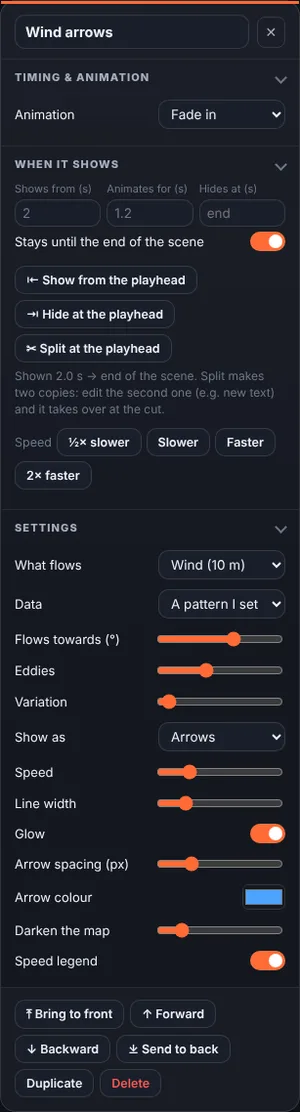 Wind arrows ✕
TIMING & ANIMATION
Animation Fade in
WHEN IT SHOWS
Shows from (s) Animates for (s) Hides at (s)
2 1.2 end
Stays until the end of the scene
⇤ Show from the playhead
⇥ Hide at the playhead
✂ Split at the playhead
Shown 2.0 s → end of the scene. Split makes
two copies: edit the second one (e.g. new text)
and it takes over at the cut.
Speed ½× slower Slower Faster
2× faster
SETTINGS
What flows Wind (10 m)
Data A pattern I set
Flows towards (°)
Eddies
Variation
Show as Arrows
Speed
Line width
Glow
Arrow spacing (px)
Arrow colour
Darken the map
Speed legend
⤒ Bring to front ↑ Forward
↓ Backward ⤓ Send to back
Duplicate Delete